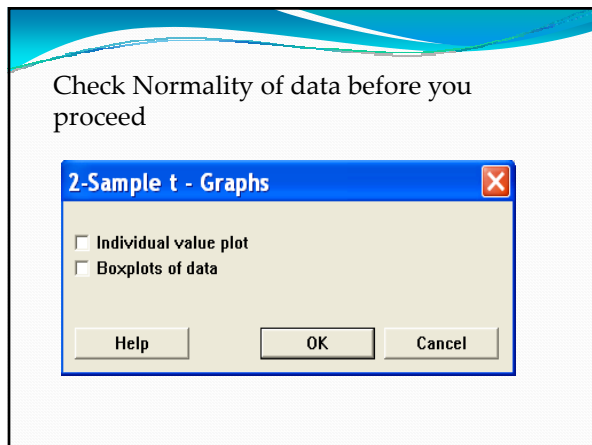 Check Normality of data before you
proceed
2-Sample t - Graphs
Individual value plot
Boxplots of data
Help OK Cancel